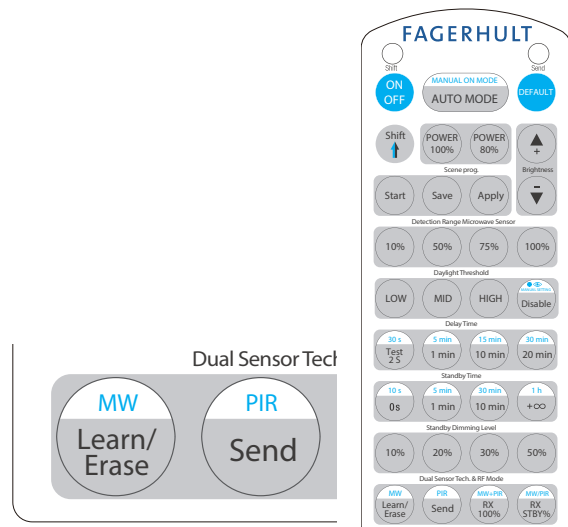 FAGERHULT
Shift Send
ON
OFF
MANUAL ON MODE
AUTO MODE
DEFAULT
Shift
POWER
100%
POWER
80%
+
Scene prog.
Brightness
Start Save Apply
-
Detection Range Microwave Sensor
10% 50% 75% 100%
Daylight Threshold
LOW MID HIGH
MANUAL SETTING
Disable
Delay Time
30 s 5 min 15 min 30 min
Test
2 S
1 min 10 min 20 min
Standby Time
10 s 5 min 30 min 1 h
0s 1 min 10 min +∞
Standby Dimming Level
10% 20% 30% 50%
Dual Sensor Tech. & RF Mode
MW PIR MW+PIR MW/PIR
Learn/
Erase
Send
RX
100%
RX
STBY%
Dual Sensor Tech
MW PIR
Learn/
Erase
Send